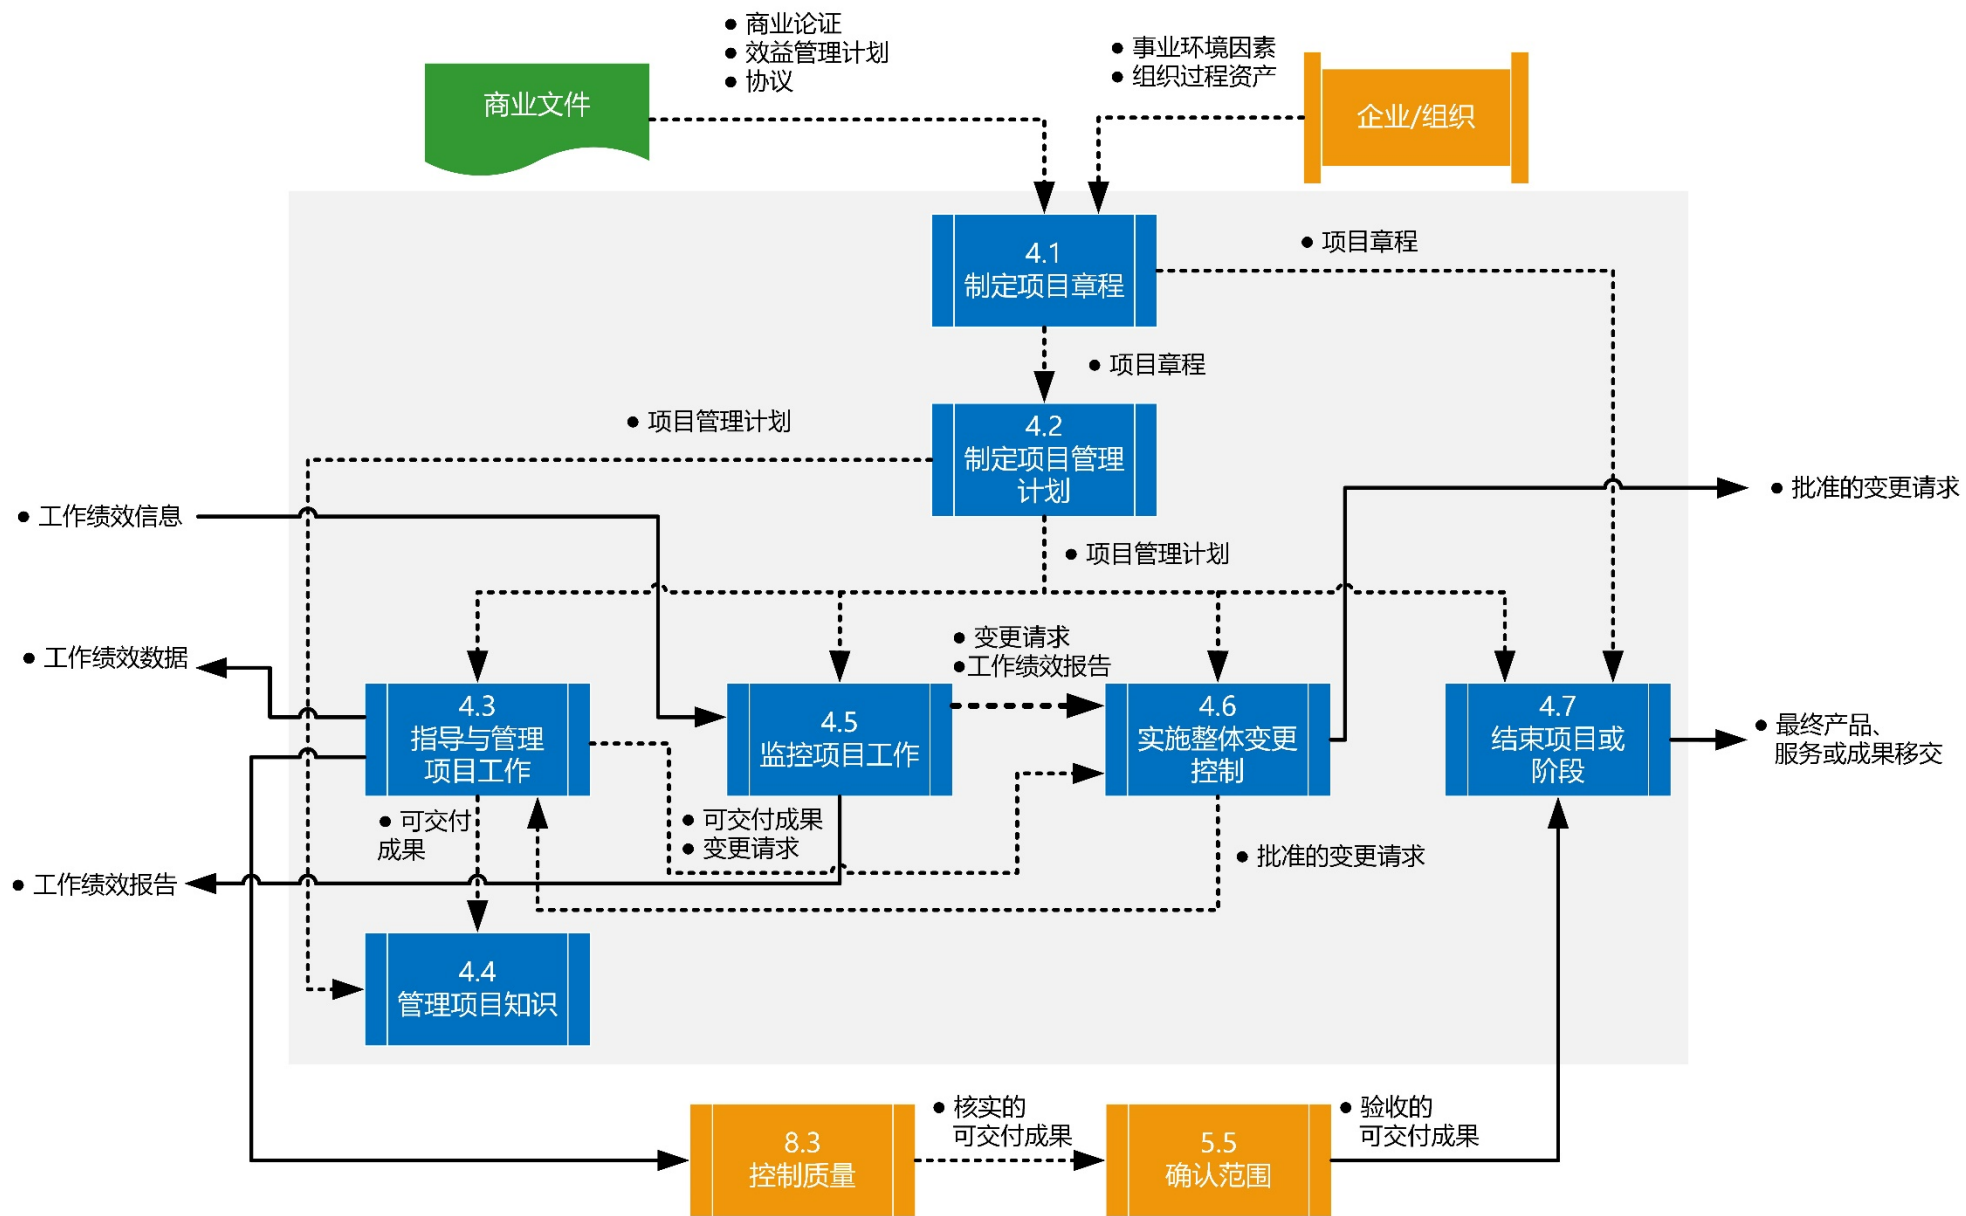 ● 商业论证
● 效益管理计划
● 协议
● 事业环境因素
● 组织过程资产
商业文件
企业/组织
4.1
制定项目章程
● 项目章程
● 项目章程
● 项目管理计划
4.2
制定项目管理
计划
● 批准的变更请求
● 工作绩效信息
● 项目管理计划
● 变更请求
●工作绩效报告
● 工作绩效数据
4.3
指导与管理
项目工作
4.5
监控项目工作
4.6
实施整体变更
控制
4.7
结束项目或
阶段
● 最终产品、
服务或成果移交
● 可交付
成果
● 可交付成果
● 变更请求
● 批准的变更请求
● 工作绩效报告
4.4
管理项目知识
8.3
控制质量
● 核实的
可交付成果
5.5
确认范围
● 验收的
可交付成果